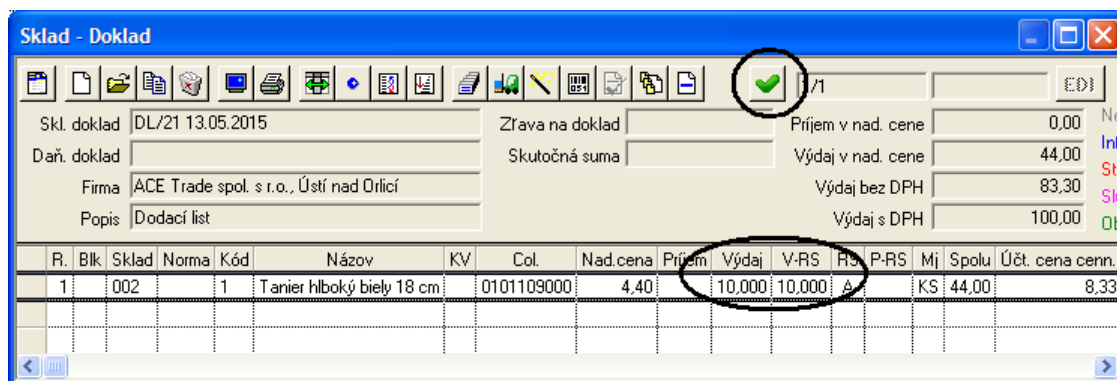 Sklad - Doklad
1/1 EDI
Skl. doklad DL/21 13.05.2015 Zľava na doklad Príjem v nad. cene 0,00
Daň. doklad Skutočná suma Výdaj v nad. cene 44,00
Firma ACE Trade spol. s r.o., Ústí nad Orlicí Výdaj bez DPH 83,30
Popis Dodací list Výdaj s DPH 100,00
R. Blk Sklad Norma Kód Názov KV Col. Nad.cena Príjem Výdaj V-RS RS P-RS Mj Spolu Účt. cena cenn.
1 002 1 Tanier hlboký biely 18 cm 0101109000 4,40 10,000 10,000 A KS 44,00 8,33